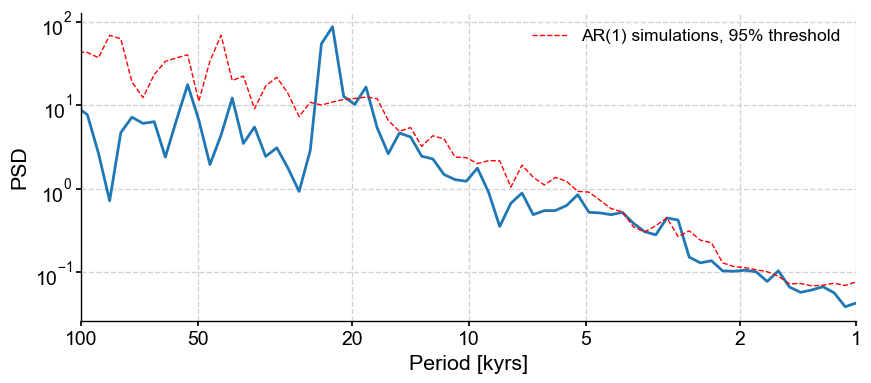 AR(1) simulations, 95% threshold
PSD
10²
10¹
10⁰
10⁻¹
100 50 20 10 5 2 1
Period [kyrs]